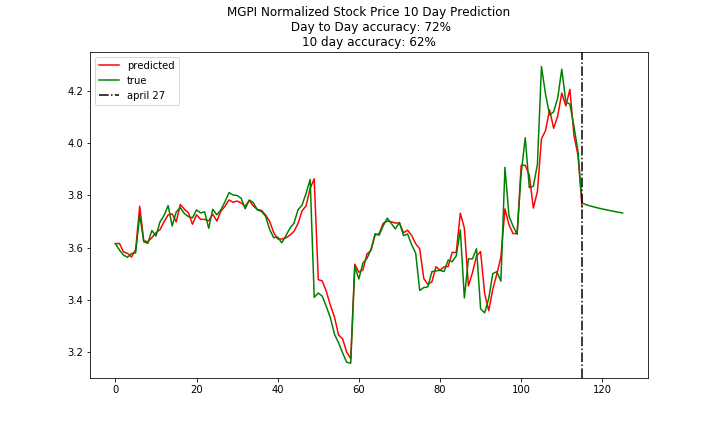 MGPI Normalized Stock Price 10 Day Prediction
Day to Day accuracy: 72%
10 day accuracy: 62%
predicted
true
april 27
4.2
4.0
3.8
3.6
3.4
3.2
0 20 40 60 80 100 120